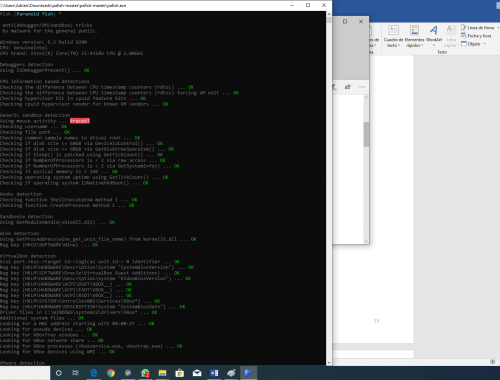 C:\Users\Admin\Downloads\pafish-master\pafish-master\pafish.exe
fish (Paranoid fish) *
anti(debugger/VM/sandbox) tricks
by malware for the general public.
Windows version: 6.2 build 9200
CPU: GenuineIntel
CPU brand: Intel(R) Core(TM) i5-4310U CPU @ 2.00GHz
Debuggers detection
Using IsDebuggerPresent() ... OK
CPU information based detections
Checking the difference between CPU timestamp counters (rdtsc) ... OK
Checking the difference between CPU timestamp counters (rdtsc) forcing VM exit ... OK
Checking hypervisor bit in cpuid feature bits ... OK
Checking cpuid hypervisor vendor for known VM vendors ... OK
Generic sandbox detection
Using mouse activity ... traced!
Checking username ... OK
Checking file path ... OK
Checking common sample names in drives root ... OK
Checking if disk size <= 60GB via DeviceIoControl() ... OK
Checking if disk size <= 60GB via GetDiskFreeSpaceExA() ... OK
Checking if Sleep() is patched using GetTickCount() ... OK
Checking if NumberOfProcessors is < 2 via raw access ... OK
Checking if NumberOfProcessors is < 2 via GetSystemInfo() ... OK
Checking if pysical memory is < 1Gb ... OK
Checking operating system uptime using GetTickCount() ... OK
Checking if operating system IsNativeVhdBoot() ... OK
Hooks detection
Checking function ShellExecuteExW method 1 ... OK
Checking function CreateProcessA method 1 ... OK
Sandboxie detection
Using GetModuleHandle(sbiedll.dll) ... OK
Wine detection
Using GetProcAddress(wine_get_unix_file_name) from kernel32.dll ... OK
Reg key (HKCU\SOFTWARE\Wine) ... OK
VirtualBox detection
Scsi port->bus->target id->logical unit id-> 0 identifier ... OK
Reg key (HKLM\HARDWARE\Description\System "SystemBiosVersion") ... OK
Reg key (HKLM\SOFTWARE\Oracle\VirtualBox Guest Additions) ... OK
Reg key (HKLM\HARDWARE\Description\System "VideoBiosVersion") ... OK
Reg key (HKLM\HARDWARE\ACPI\DSDT\VBOX__) ... OK
Reg key (HKLM\HARDWARE\ACPI\FADT\VBOX__) ... OK
Reg key (HKLM\HARDWARE\ACPI\RSDT\VBOX__) ... OK
Reg key (HKLM\SYSTEM\ControlSet001\Services\VBox*) ... OK
Reg key (HKLM\HARDWARE\DESCRIPTION\System "SystemBiosDate") ... OK
Driver files in C:\WINDOWS\system32\drivers\VBox* ... OK
Additional system files ... OK
Looking for a MAC address starting with 08:00:27 ... OK
Looking for pseudo devices ... OK
Looking for VBoxTray windows ... OK
Looking for VBox network share ... OK
Looking for VBox processes (vboxservice.exe, vboxtray.exe) ... OK
Looking for VBox devices using WMI ... OK
VMware detection
Cuadro de
texto
Elementos
rápidos
WordArt
Letra
capital
Fecha y hora
Objeto
Texto